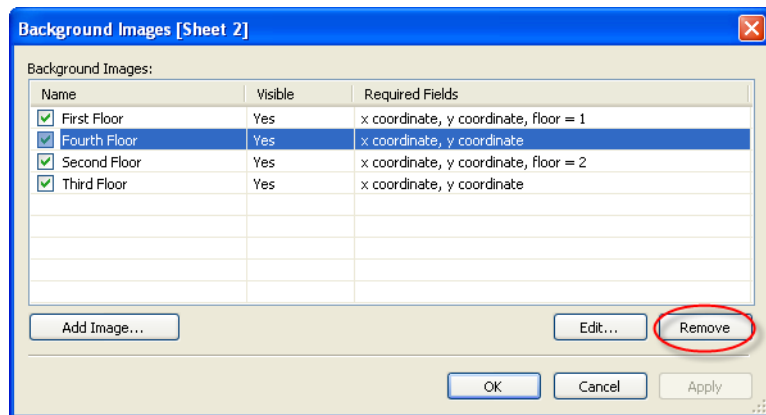 Background Images [Sheet 2]
Background Images:
Name Visible Required Fields
First Floor Yes x coordinate, y coordinate, floor = 1
Fourth Floor Yes x coordinate, y coordinate
Second Floor Yes x coordinate, y coordinate, floor = 2
Third Floor Yes x coordinate, y coordinate
Add Image... Edit... Remove
OK Cancel Apply